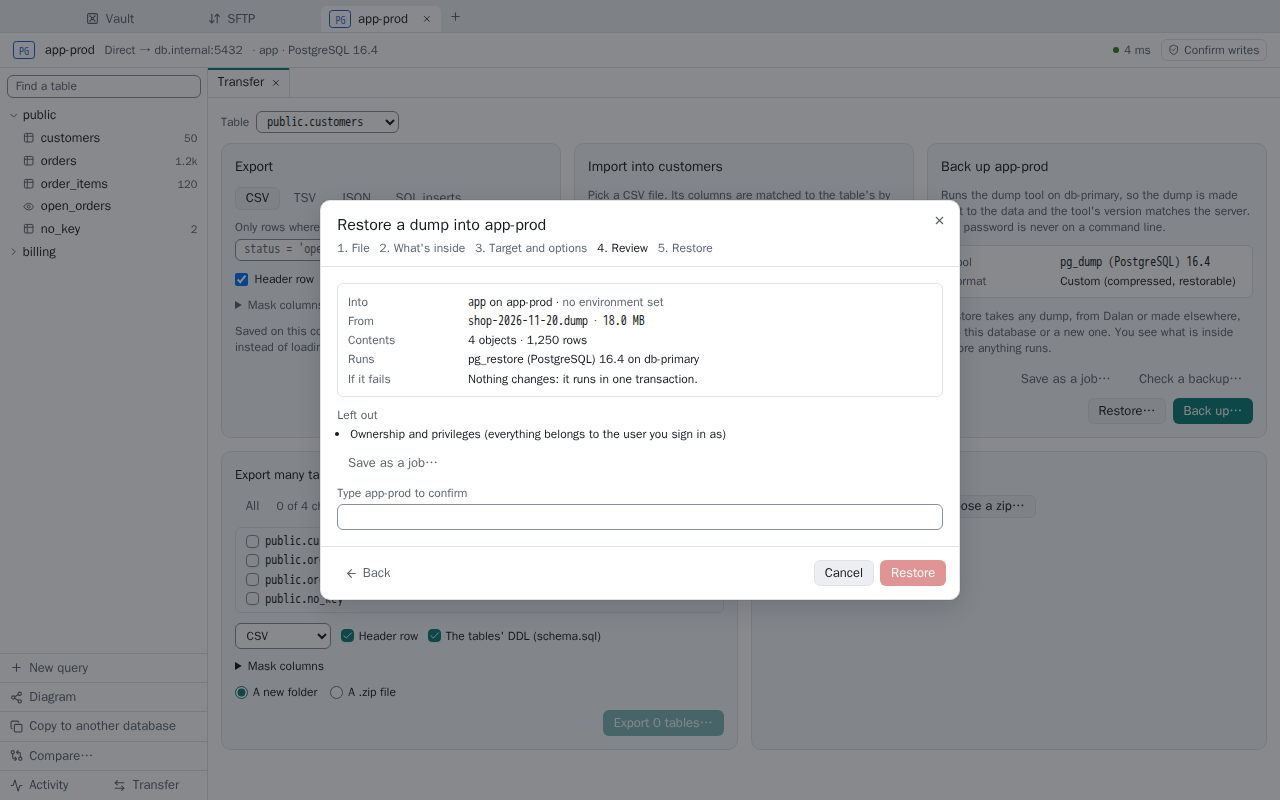 Vault
SFTP
PG app-prod
PG app-prod Direct → db.internal:5432 · app · PostgreSQL 16.4
4 ms
Confirm writes
Find a table
public
customers 50
orders 1.2k
order_items 120
open_orders
no_key 2
billing
New query
Diagram
Copy to another database
Compare…
Activity
Transfer
Transfer
Table public.customers
Export
CSV TSV JSON SQL inserts
Only rows where
status = 'ope
Header row
Mask columns
Saved on this co
instead of loadin
Import into customers
Pick a CSV file. Its columns are matched to the table's by
Back up app-prod
Runs the dump tool on db-primary, so the dump is made
to the data and the tool's version matches the server.
password is never on a command line.
pg_dump (PostgreSQL) 16.4
Custom (compressed, restorable)
takes any dump, from Dalan or made elsewhere,
this database or a new one. You see what is inside
anything runs.
Save as a job…
Check a backup…
Restore…
Back up…
Restore a dump into app-prod
1. File 2. What's inside 3. Target and options 4. Review 5. Restore
Into app on app-prod · no environment set
From shop-2026-11-20.dump · 18.0 MB
Contents 4 objects · 1,250 rows
Runs pg_restore (PostgreSQL) 16.4 on db-primary
If it fails Nothing changes: it runs in one transaction.
Left out
• Ownership and privileges (everything belongs to the user you sign in as)
Save as a job…
Type app-prod to confirm
← Back
Cancel
Restore
Export many ta
All 0 of 4 ch
public.cu
public.or
public.or
public.no_key
CSV
Header row
The tables' DDL (schema.sql)
Mask columns
A new folder
A .zip file
Export 0 tables…
a zip…